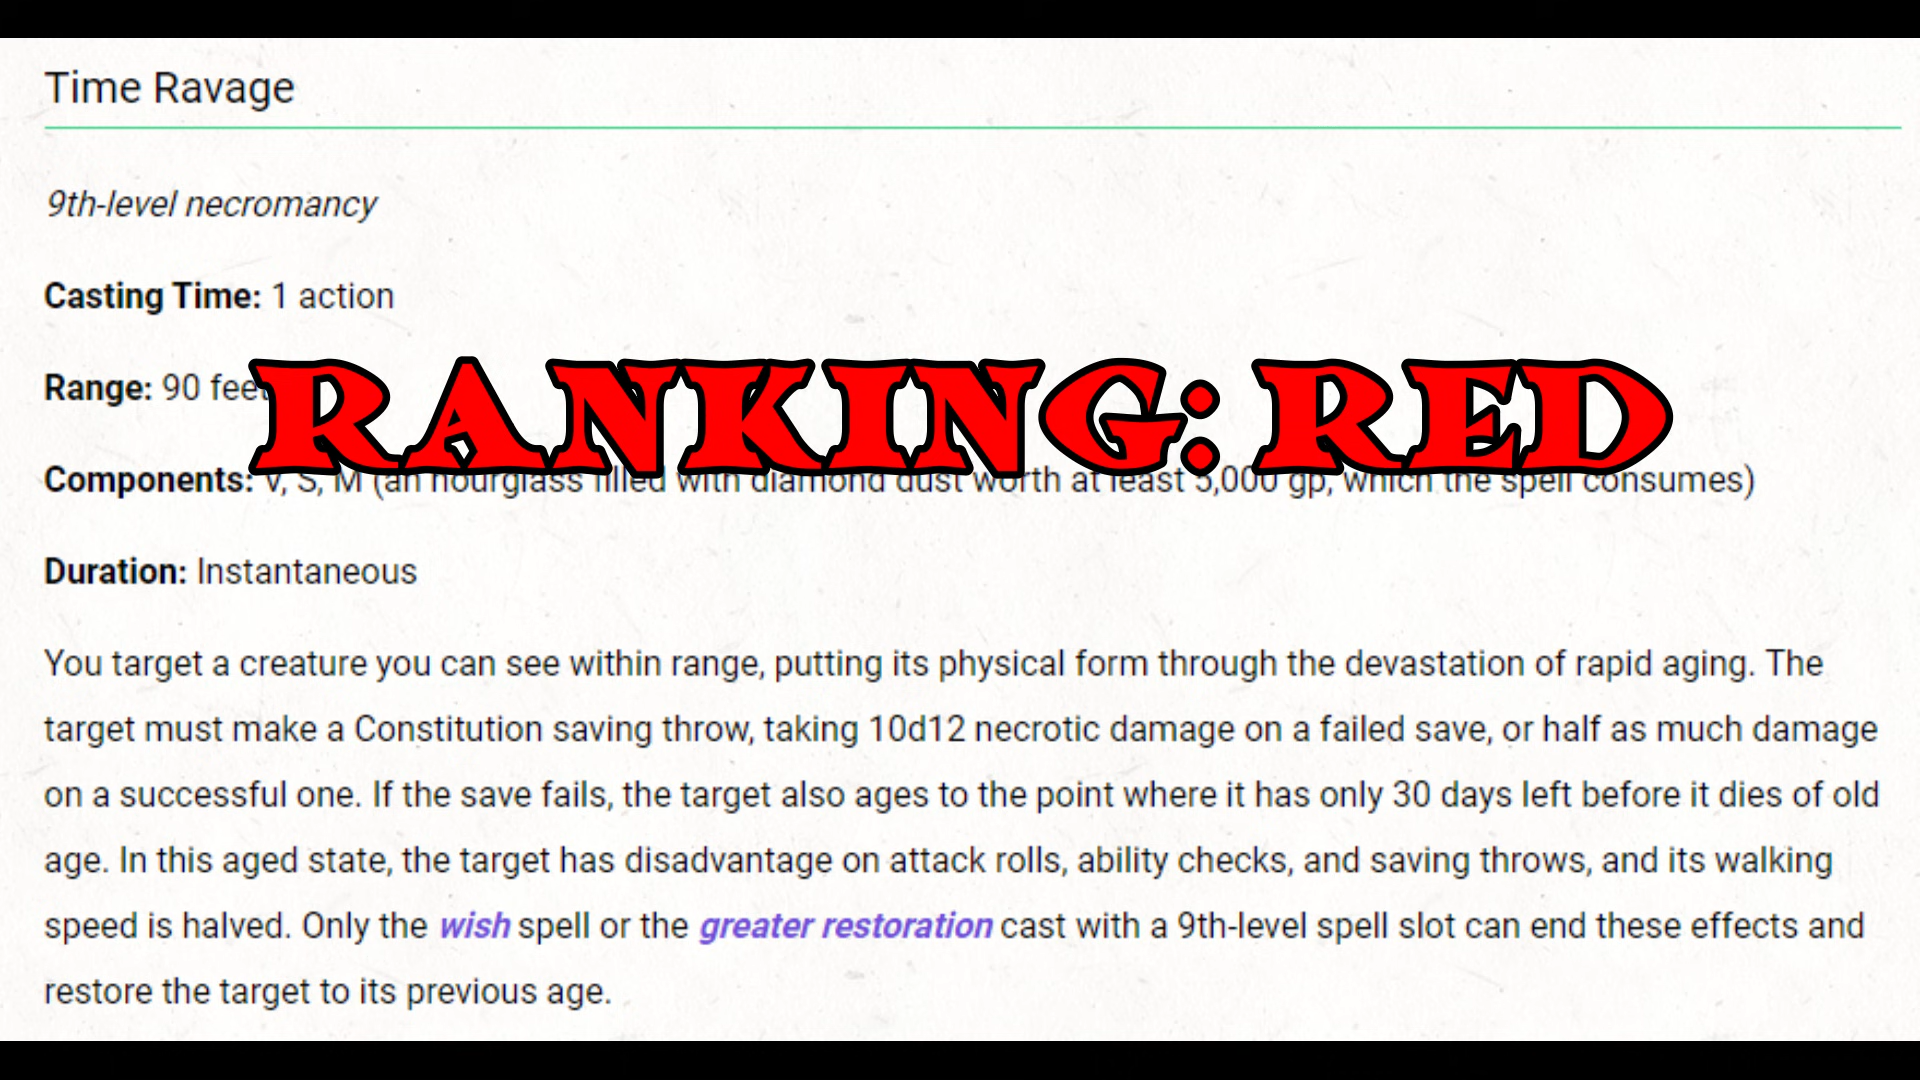 Time Ravage
9th-level necromancy
Casting Time: 1 action
Range: 90 feet
RANKING: RED
Components: V, S, M (an hourglass filled with diamond dust worth at least 5,000 gp, which the spell consumes)
Duration: Instantaneous
You target a creature you can see within range, putting its physical form through the devastation of rapid aging. The
target must make a Constitution saving throw, taking 10d12 necrotic damage on a failed save, or half as much damage
on a successful one. If the save fails, the target also ages to the point where it has only 30 days left before it dies of old
age. In this aged state, the target has disadvantage on attack rolls, ability checks, and saving throws, and its walking
speed is halved. Only the wish spell or the greater restoration cast with a 9th-level spell slot can end these effects and
restore the target to its previous age.